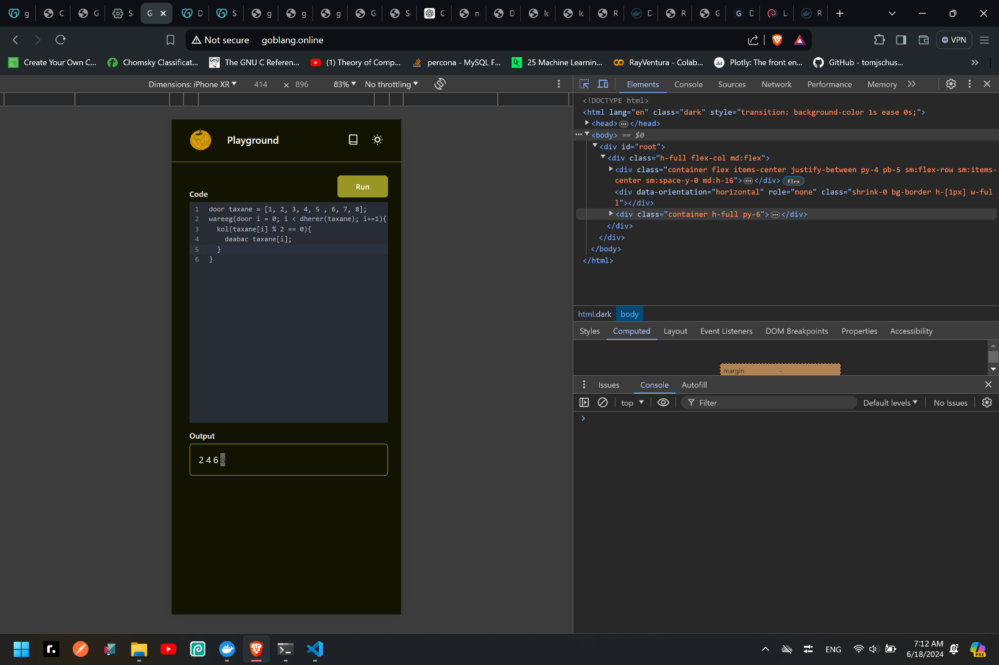 g C G S G D S g g g G S C n D lc lc R D R G G D L R
Not secure goblang.online VPN
Create Your Own C... Chomsky Classificat... The GNU C Referen... (1) Theory of Comp... percona - MySQL F... 25 Machine Learnin... RayVentura - Colab... Plotly: The front en... GitHub - tomjschus...
Dimensions: iPhone XR 414 × 896 83% No throttling
Elements Console Sources Network Performance Memory
Playground
Run
Code
1 door taxane = [1, 2, 3, 4, 5 , 6, 7, 8];
2 wareeg(door i = 0; i < dherer(taxane); i+=1){
3 kol(taxane[i] % 2 == 0){
4 daabac taxane[i];
5 }
6 }
Output
2 4 6 8
<!DOCTYPE html>
<html lang="en" class="dark" style="transition: background-color 1s ease 0s;">
<head>…</head>
… <body> == $0
<div id="root">
<div class="h-full flex-col md:flex">
<div class="container flex items-center justify-between py-4 pb-5 sm:flex-row sm:items-
center sm:space-y-0 md:h-16">…</div> flex
<div data-orientation="horizontal" role="none" class="shrink-0 bg-border h-[1px] w-ful
l"></div>
<div class="container h-full py-6">…</div>
</div>
</div>
</body>
</html>
html.dark body
Styles Computed Layout Event Listeners DOM Breakpoints Properties Accessibility
margin –
Issues Console Autofill
top Filter Default levels No Issues
ENG 7:12 AM
6/18/2024
PRE